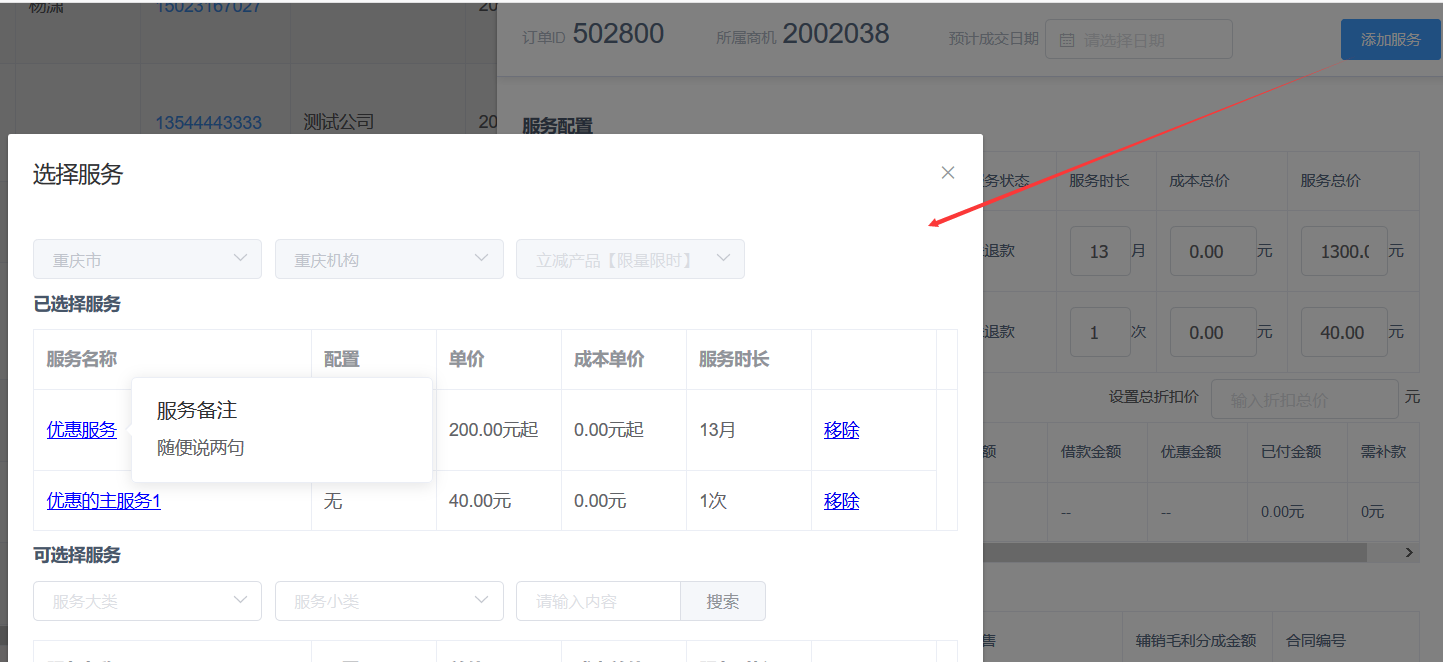 杨潇
15023167027
20
订单ID 502800 所属商机 2002038 预计成交日期 请选择日期 添加服务
13544443333 测试公司 20
服务配置
务状态 服务时长 成本总价 服务总价
退款 13 月 0.00 元 1300.0 元
退款 1 次 0.00 元 40.00 元
设置总折扣价 输入折扣总价 元
额 借款金额 优惠金额 已付金额 需补款
-- -- 0.00元 0元
售 辅销毛利分成金额 合同编号
选择服务
重庆市 重庆机构 立减产品【限量限时】
已选择服务
服务名称 配置 单价 成本单价 服务时长
优惠服务 200.00元起 0.00元起 13月 移除
服务备注
随便说两句
优惠的主服务1 无 40.00元 0.00元 1次 移除
可选择服务
服务大类 服务小类 请输入内容 搜索